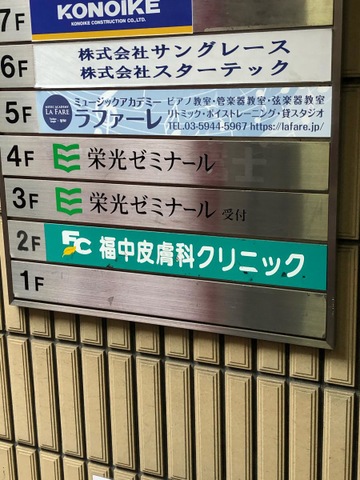 7F KONOIKE
KONOIKE CONSTRUCTION CO.,LTD.
6F 株式会社サングレース
株式会社スターテック
5F LA FARE ミュージックアカデミー ラファーレ
ピアノ教室・管楽器教室・弦楽器教室
リトミック・ボイストレーニング・貸スタジオ
TEL.03-5944-5967 https://lafare.jp/
4F 栄光ゼミナール
3F 栄光ゼミナール 受付
2F FC 福中皮膚科クリニック
1F